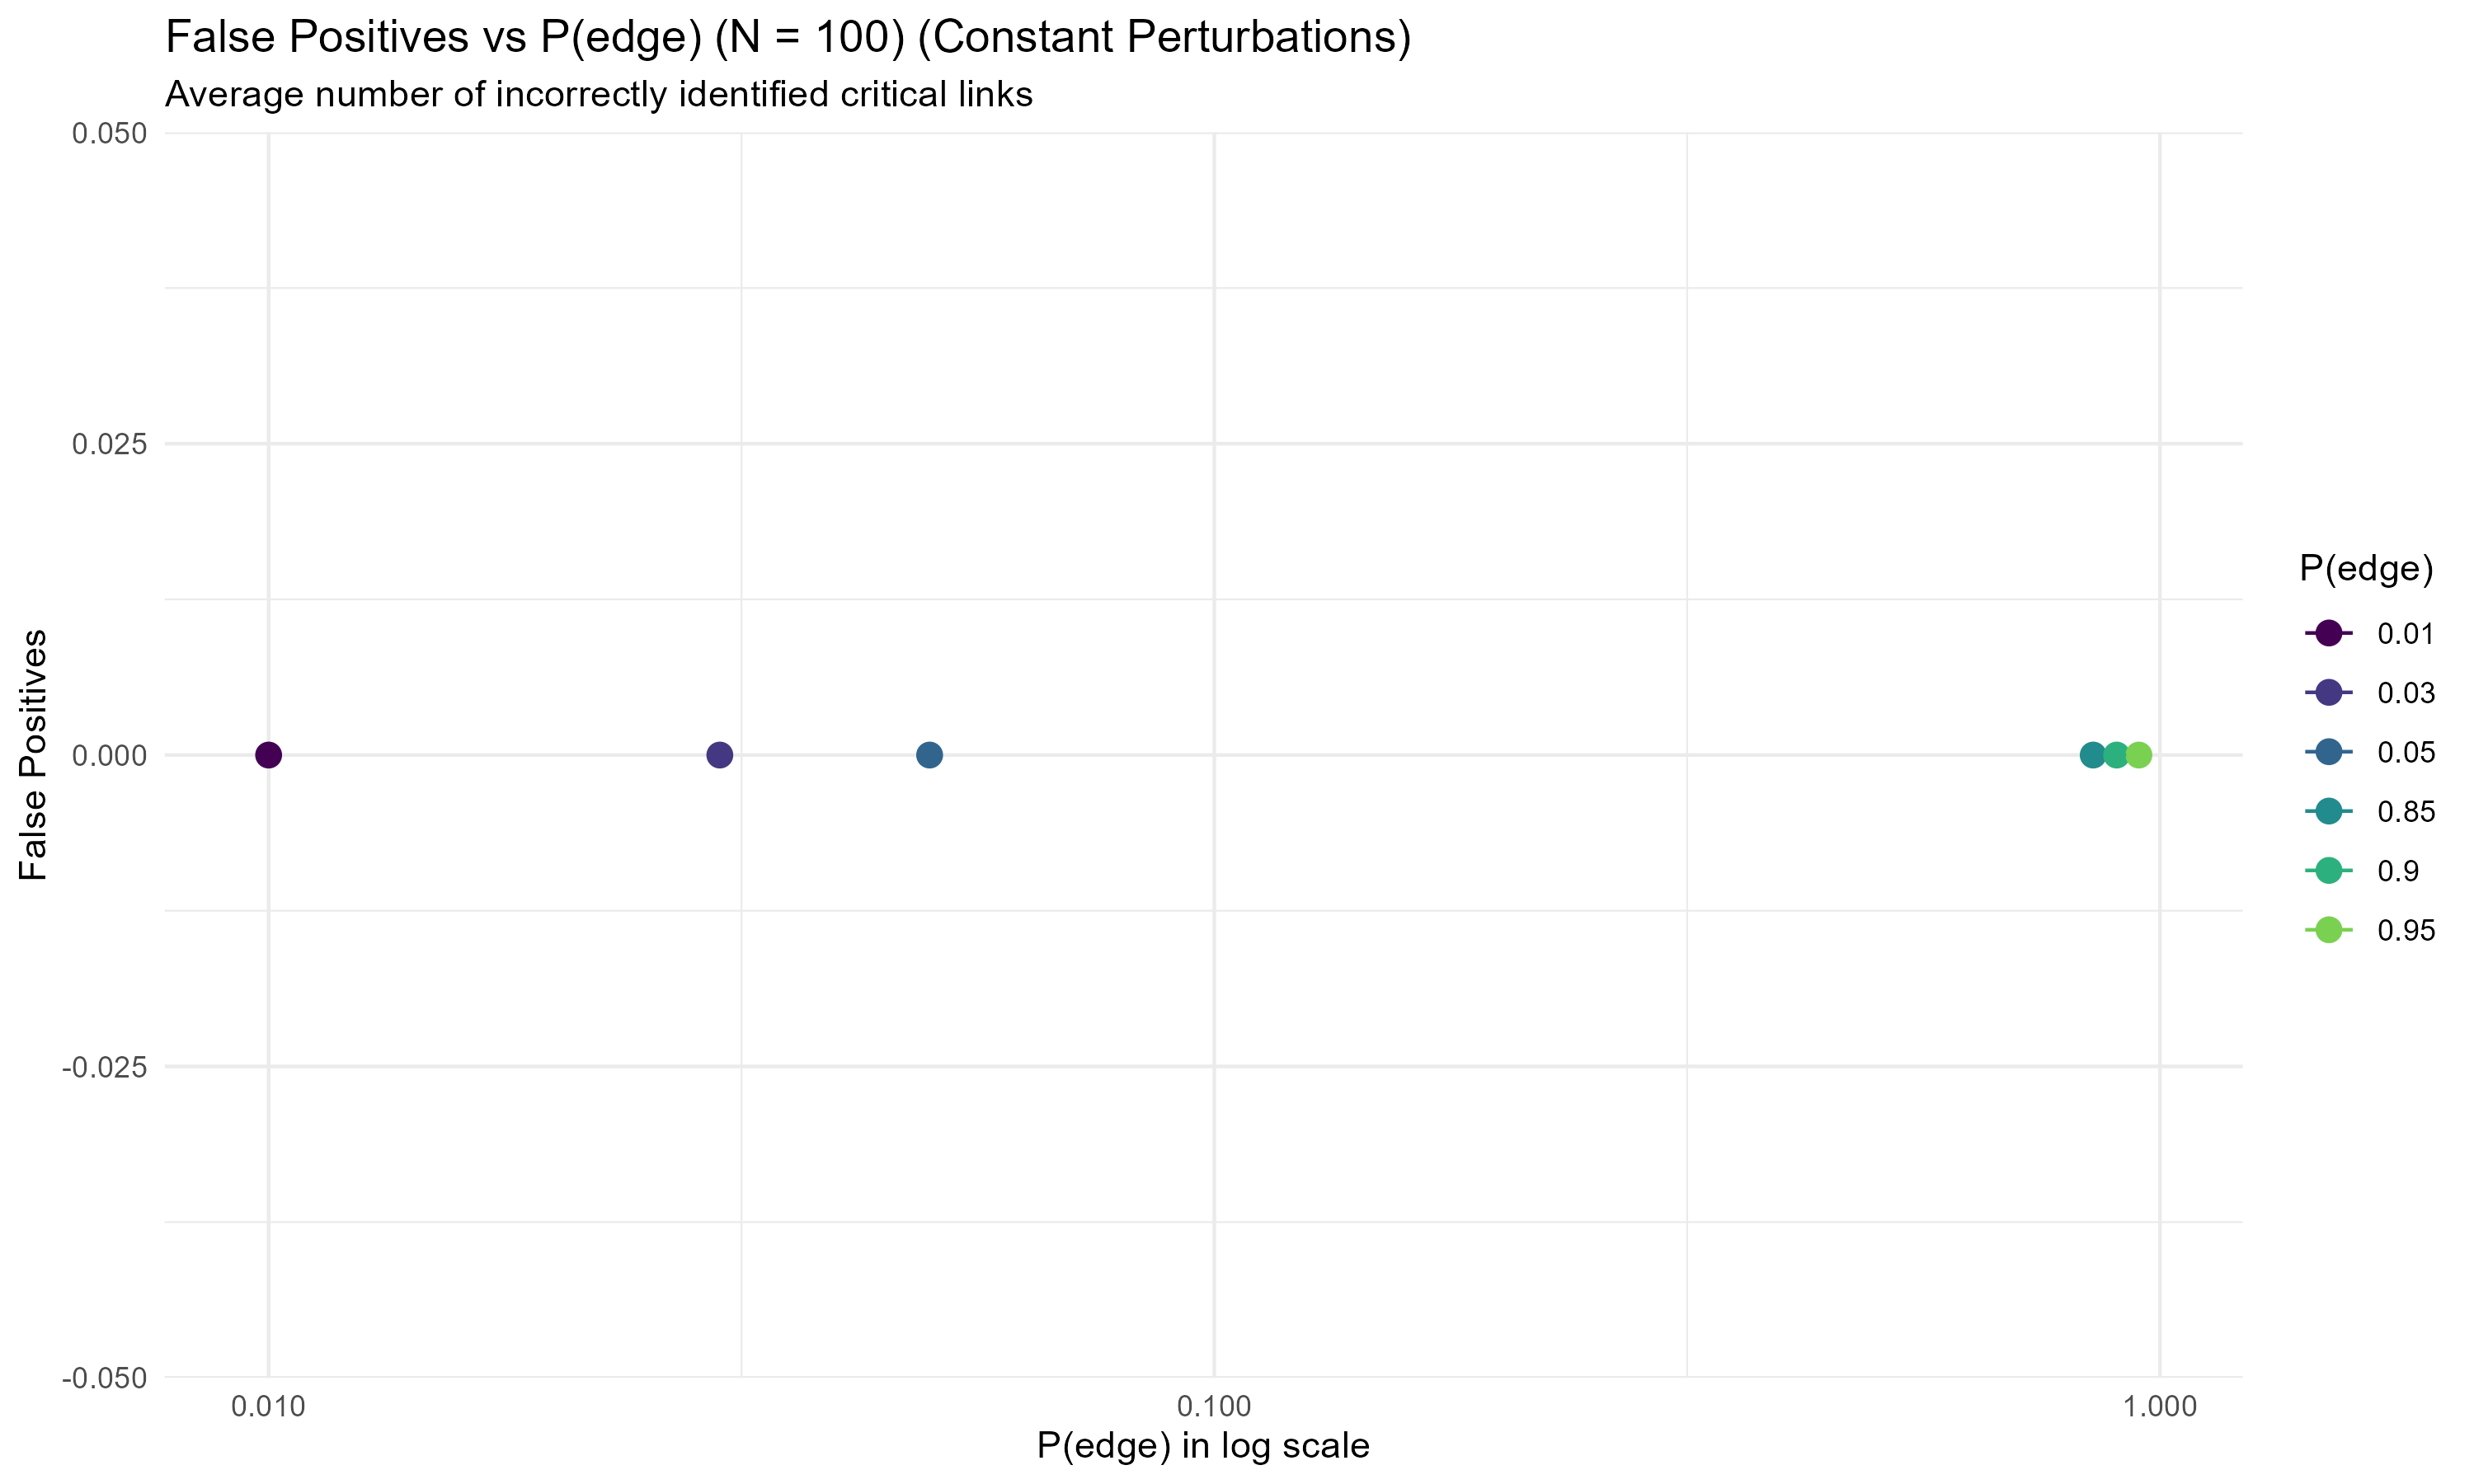 False Positives vs P(edge) (N = 100) (Constant Perturbations)
Average number of incorrectly identified critical links
0.050
0.025
0.000
-0.025
-0.050
False Positives
0.010
0.100
1.000
P(edge) in log scale
P(edge)
0.01
0.03
0.05
0.85
0.9
0.95